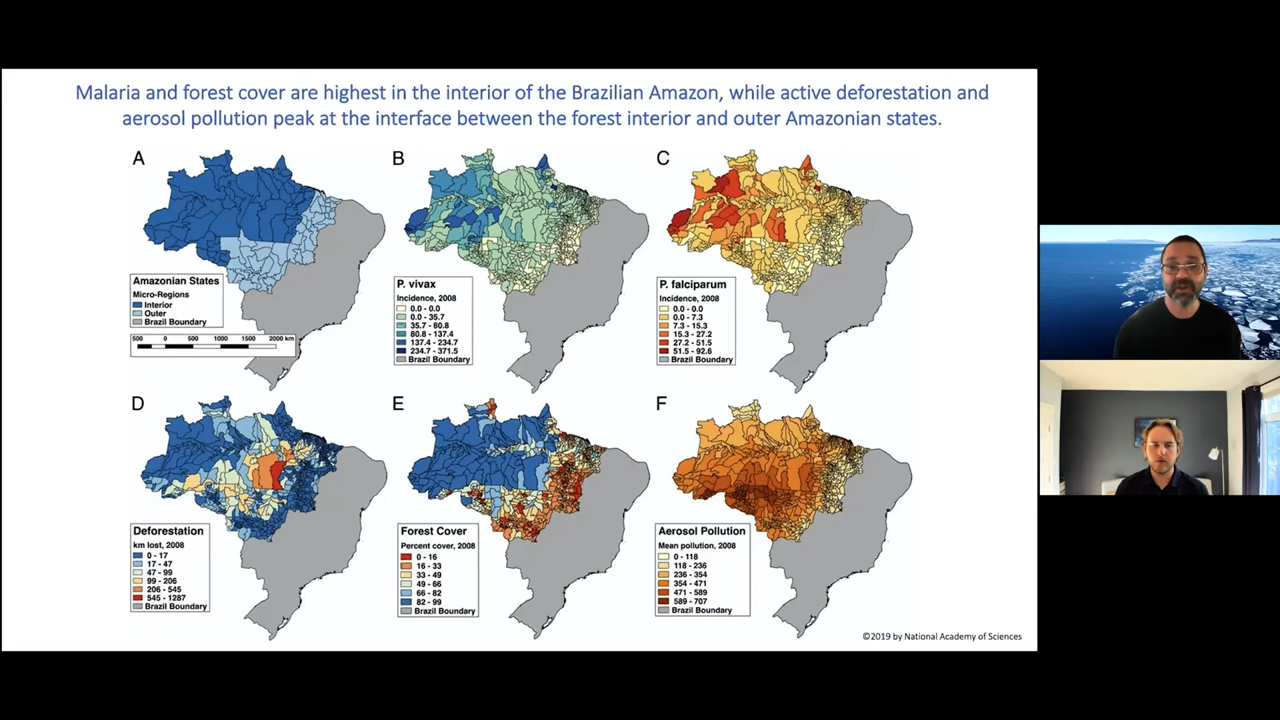 Malaria and forest cover are highest in the interior of the Brazilian Amazon, while active deforestation and
aerosol pollution peak at the interface between the forest interior and outer Amazonian states.
A
Amazonian States
Micro-Regions
Interior
Outer
Brazil Boundary
500 0 500 1000 1500 2000 km
B
P. vivax
Incidence, 2008
0.0 - 0.0
0.0 - 35.7
35.7 - 80.8
80.8 - 137.4
137.4 - 234.7
234.7 - 371.5
Brazil Boundary
C
P. falciparum
Incidence, 2008
0.0 - 0.0
0.0 - 7.3
7.3 - 15.3
15.3 - 27.2
27.2 - 51.5
51.5 - 92.6
Brazil Boundary
D
Deforestation
km lost, 2008
0 - 17
17 - 47
47 - 99
99 - 206
206 - 545
545 - 1287
Brazil Boundary
E
Forest Cover
Percent cover, 2008
0 - 16
16 - 33
33 - 49
49 - 66
66 - 82
82 - 99
Brazil Boundary
F
Aerosol Pollution
Mean pollution, 2008
0 - 118
118 - 236
236 - 354
354 - 471
471 - 589
589 - 707
Brazil Boundary
©2019 by National Academy of Sciences